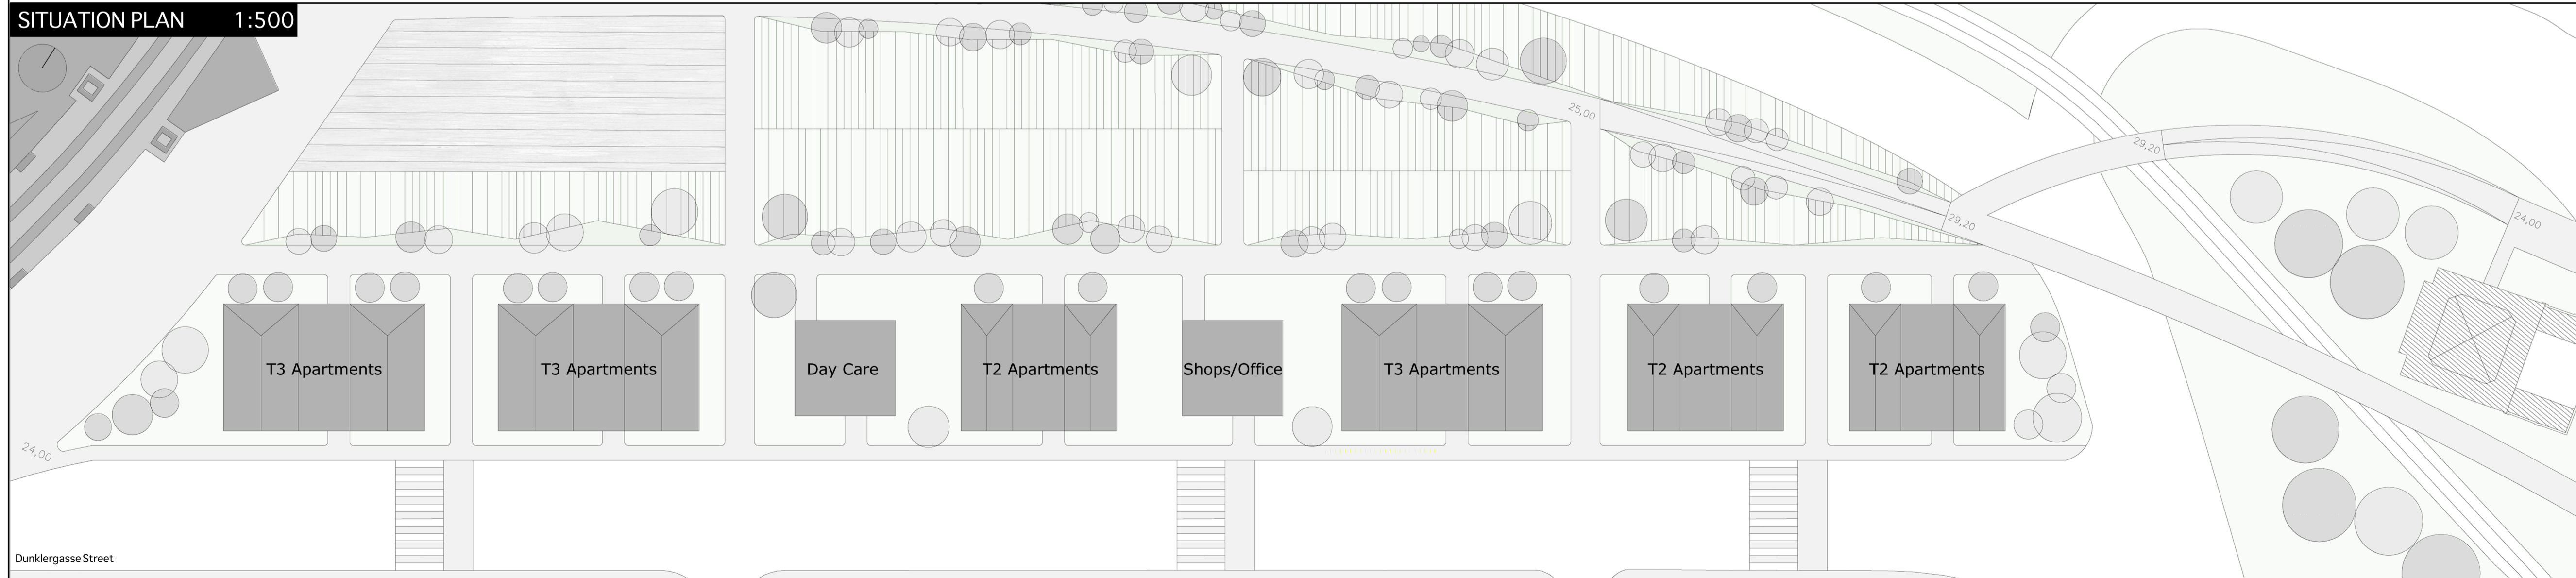 SITUATION PLAN 1:500
25,00
29,20
29,20
24,00
T3 Apartments
T3 Apartments
Day Care
T2 Apartments
Shops/Office
T3 Apartments
T2 Apartments
T2 Apartments
24,00
Dunklergasse Street